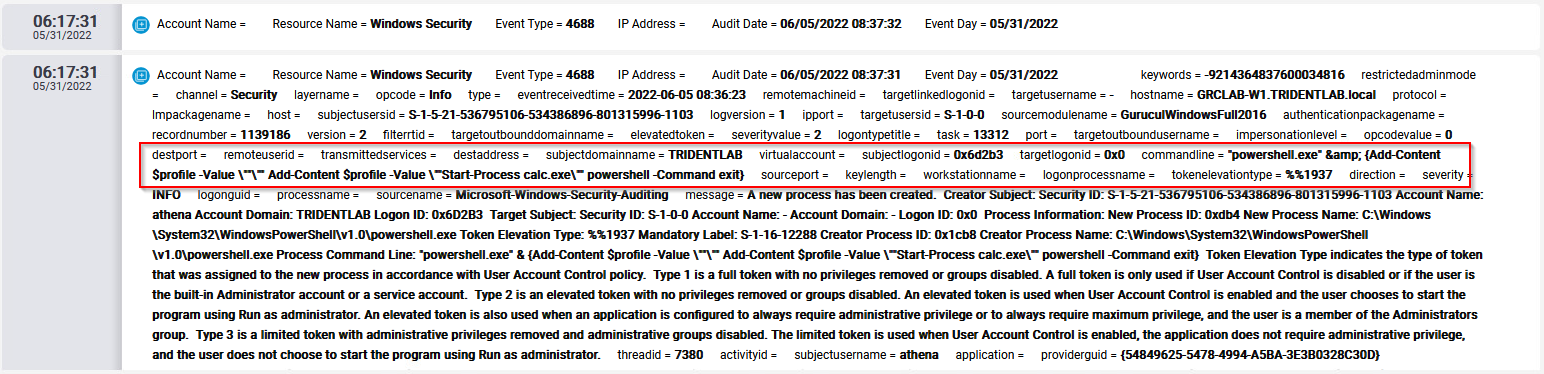 06:17:31
05/31/2022
Account Name = Resource Name = Windows Security Event Type = 4688 IP Address = Audit Date = 06/05/2022 08:37:32 Event Day = 05/31/2022
06:17:31
05/31/2022
Account Name = Resource Name = Windows Security Event Type = 4688 IP Address = Audit Date = 06/05/2022 08:37:31 Event Day = 05/31/2022 keywords = -9214364837600034816 restrictedadminmode
= channel = Security layername = opcode = Info type = eventreceivedtime = 2022-06-05 08:36:23 remotemachineid = targetlinkedlogonid = targetusername = - hostname = GRCLAB-W1.TRIDENTLAB.local protocol =
lmpackagename = host = subjectusersid = S-1-5-21-536795106-534386896-801315996-1103 logversion = 1 ipport = targetusersid = S-1-0-0 sourcemodulename = GuruculWindowsFull2016 authenticationpackagename =
recordnumber = 1139186 version = 2 filterrtid = targetoutbounddomainname = elevatedtoken = severityvalue = 2 logontypetitle = task = 13312 port = targetoutboundusername = impersonationlevel = opcodevalue = 0
destport = remoteuserid = transmittedservices = destaddress = subjectdomainname = TRIDENTLAB virtualaccount = subjectlogonid = 0x6d2b3 targetlogonid = 0x0 commandline = "powershell.exe" &amp; {Add-Content
$profile -Value \""\"" Add-Content $profile -Value \""Start-Process calc.exe\"" powershell -Command exit} sourceport = keylength = workstationname = logonprocessname = tokenelevationtype = %%1937 direction = severity =
INFO logonguid = processname = sourcename = Microsoft-Windows-Security-Auditing message = A new process has been created. Creator Subject: Security ID: S-1-5-21-536795106-534386896-801315996-1103 Account Name:
athena Account Domain: TRIDENTLAB Logon ID: 0x6D2B3 Target Subject: Security ID: S-1-0-0 Account Name: - Account Domain: - Logon ID: 0x0 Process Information: New Process ID: 0xdb4 New Process Name: C:\Windows
\System32\WindowsPowerShell\v1.0\powershell.exe Token Elevation Type: %%1937 Mandatory Label: S-1-16-12288 Creator Process ID: 0x1cb8 Creator Process Name: C:\Windows\System32\WindowsPowerShell
\v1.0\powershell.exe Process Command Line: "powershell.exe" & {Add-Content $profile -Value \""\"" Add-Content $profile -Value \""Start-Process calc.exe\"" powershell -Command exit} Token Elevation Type indicates the type of token
that was assigned to the new process in accordance with User Account Control policy. Type 1 is a full token with no privileges removed or groups disabled. A full token is only used if User Account Control is disabled or if the user is
the built-in Administrator account or a service account. Type 2 is an elevated token with no privileges removed or groups disabled. An elevated token is used when User Account Control is enabled and the user chooses to start the
program using Run as administrator. An elevated token is also used when an application is configured to always require administrative privilege or to always require maximum privilege, and the user is a member of the Administrators
group. Type 3 is a limited token with administrative privileges removed and administrative groups disabled. The limited token is used when User Account Control is enabled, the application does not require administrative privilege,
and the user does not choose to start the program using Run as administrator. threadid = 7380 activityid = subjectusername = athena application = providerguid = {54849625-5478-4994-A5BA-3E3B0328C30D}